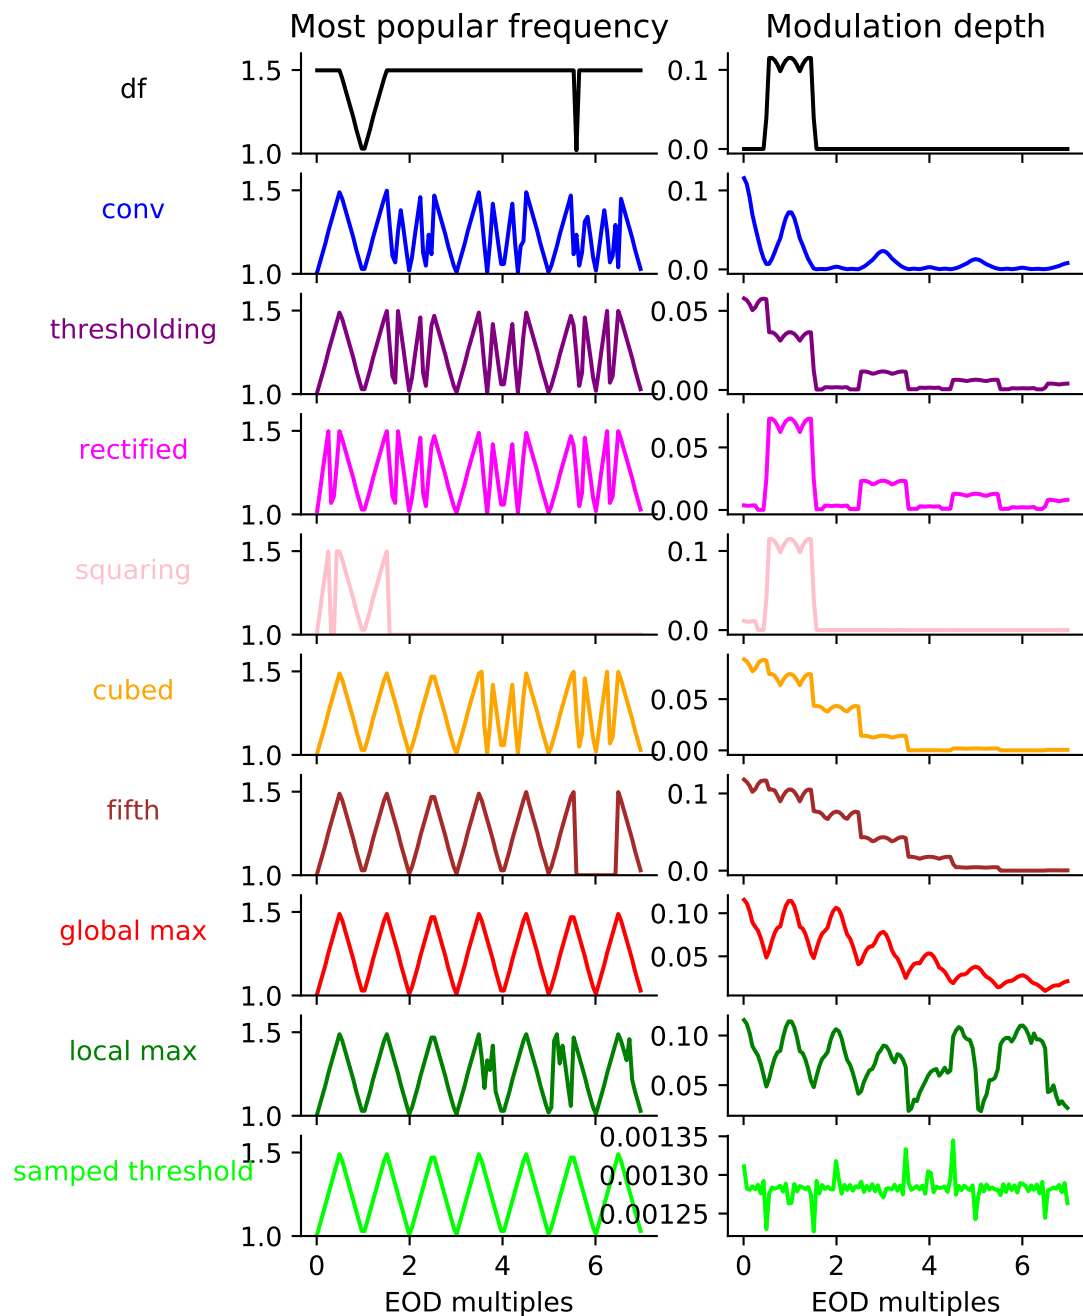 Most popular frequency Modulation depth
df 1.5 1.0 0.1 0.0
conv 1.5 1.0 0.1 0.0
thresholding 1.5 1.0 0.05 0.00
rectified 1.5 1.0 0.05 0.00
squaring 1.5 1.0 0.1 0.0
cubed 1.5 1.0 0.05 0.00
fifth 1.5 1.0 0.1 0.0
global max 1.5 1.0 0.10 0.05
local max 1.5 1.0 0.10 0.05
samped threshold 1.5 1.0 0.00135 0.00130 0.00125
0 2 4 6 0 2 4 6
EOD multiples EOD multiples